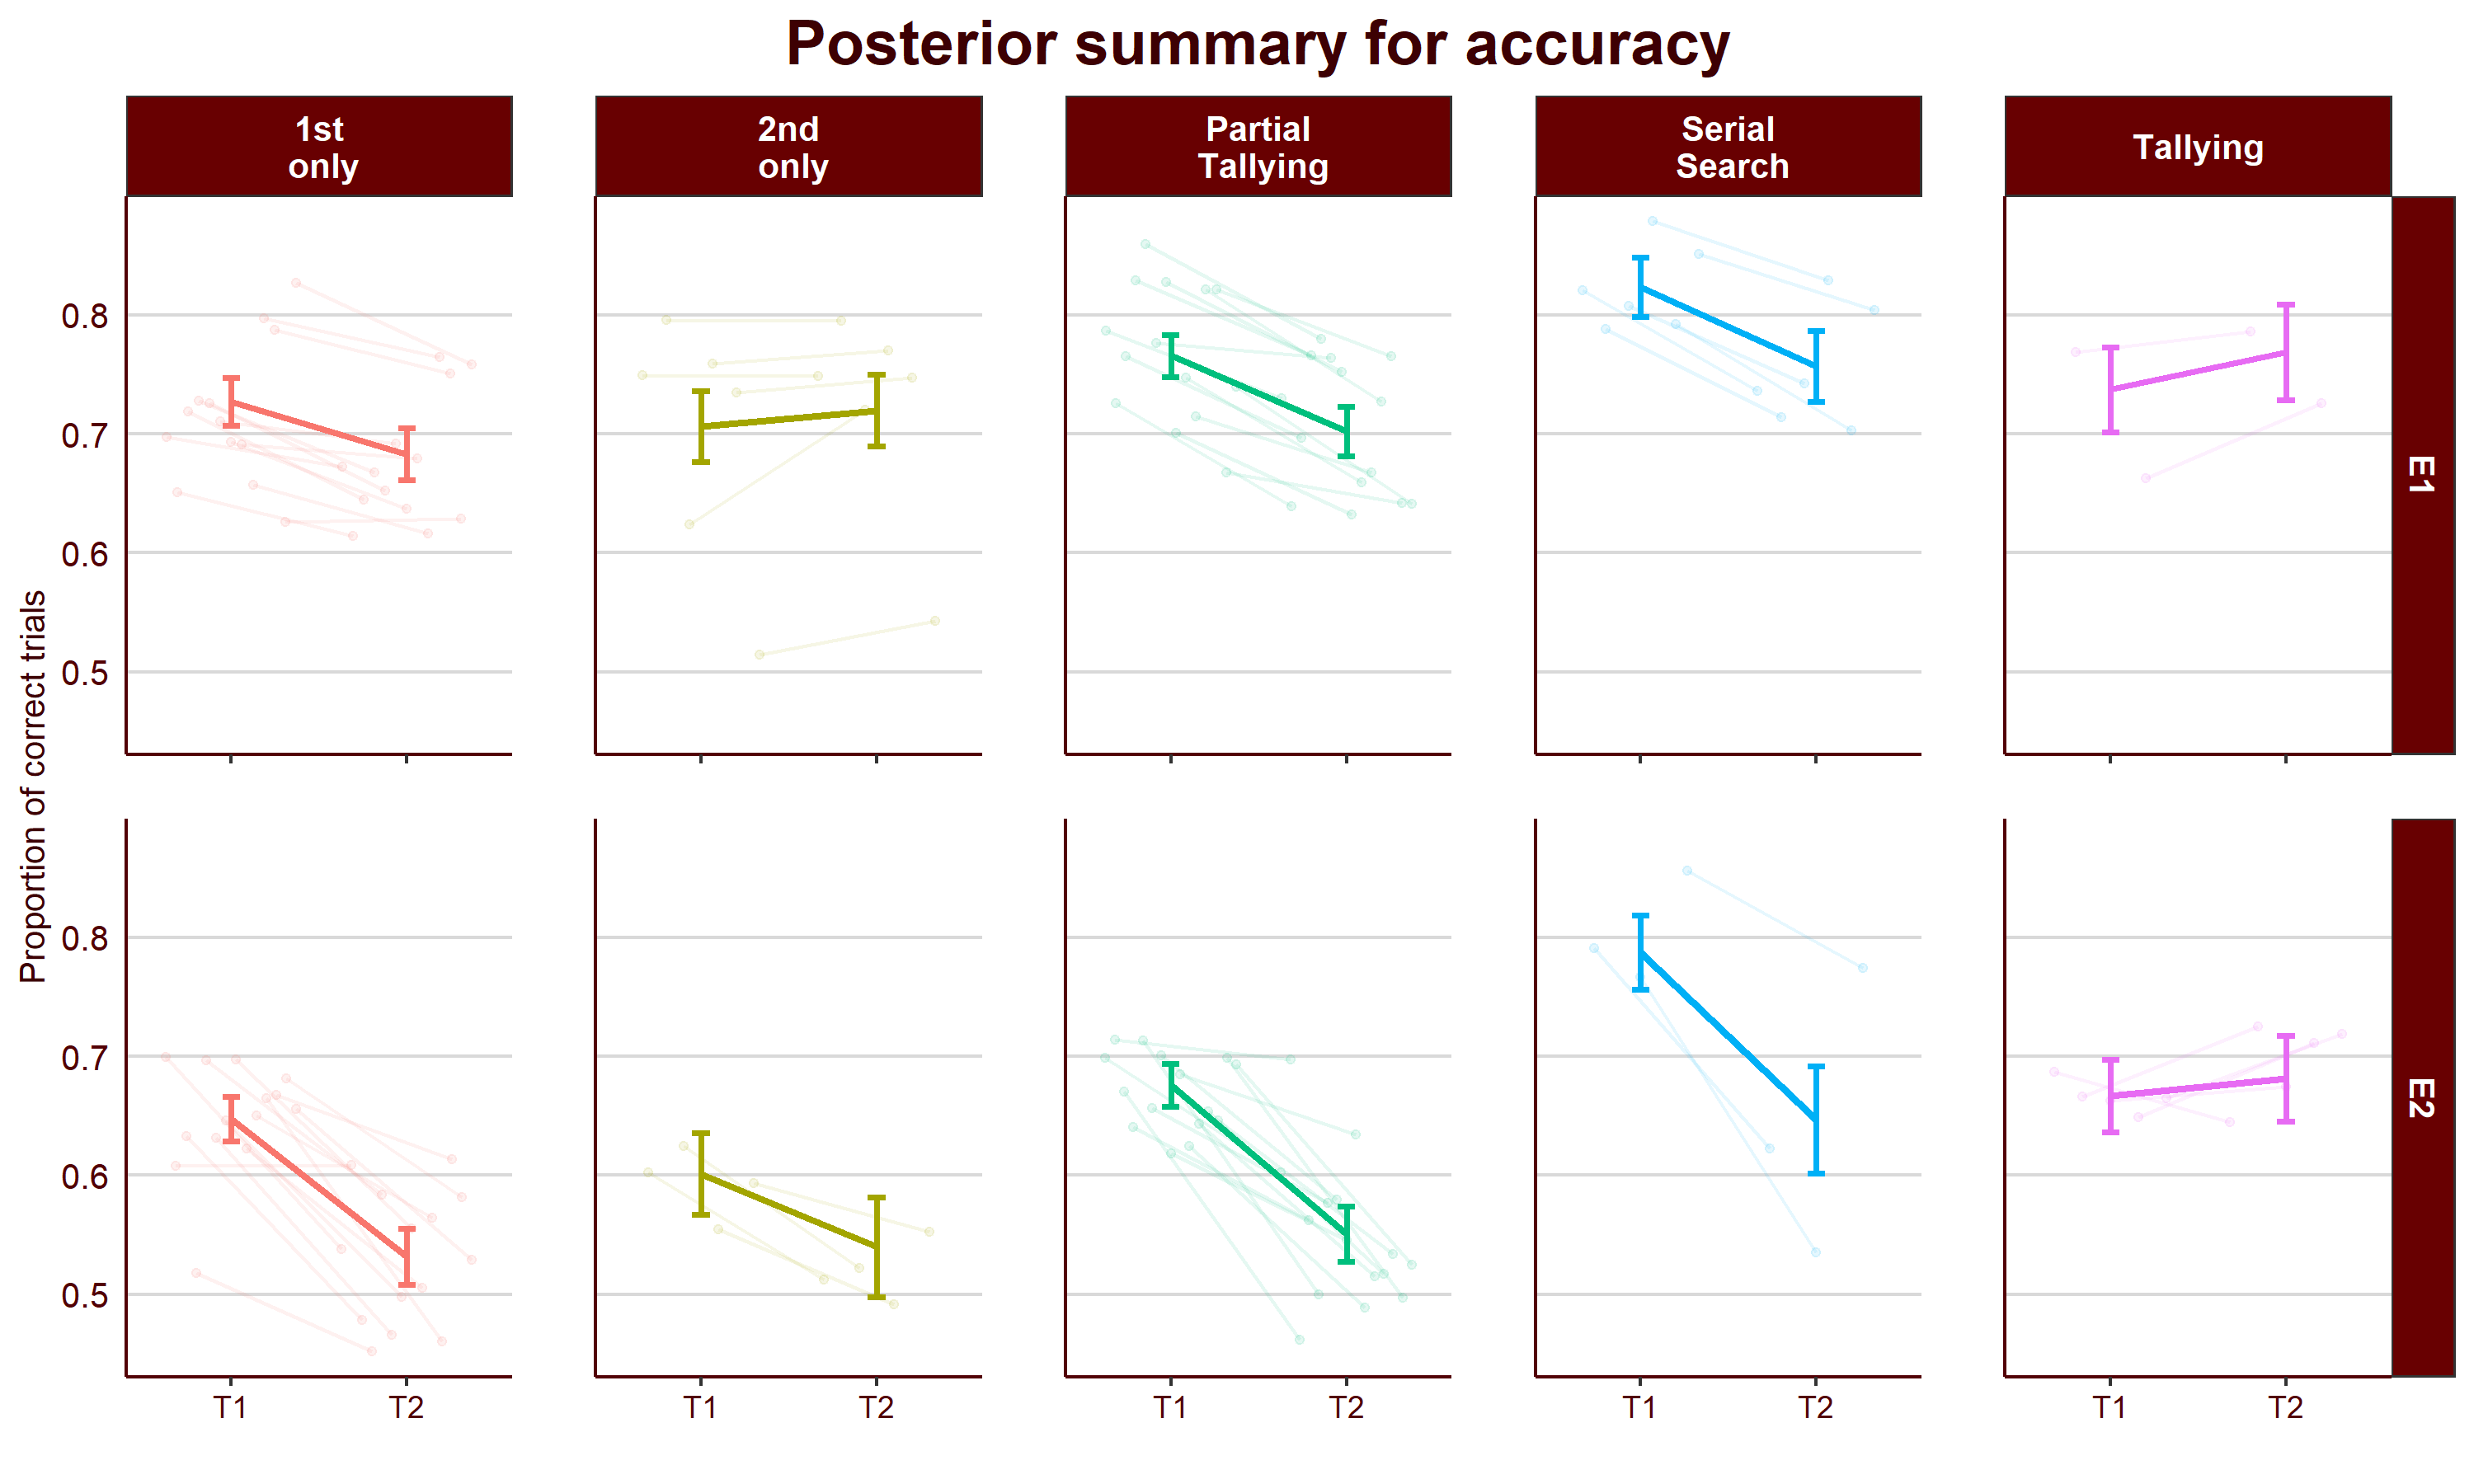 Posterior summary for accuracy
1st
only
2nd
only
Partial
Tallying
Serial
Search
Tallying
Proportion of correct trials
0.8
0.7
0.6
0.5
E1
0.8
0.7
0.6
0.5
E2
T1 T2 T1 T2 T1 T2 T1 T2 T1 T2